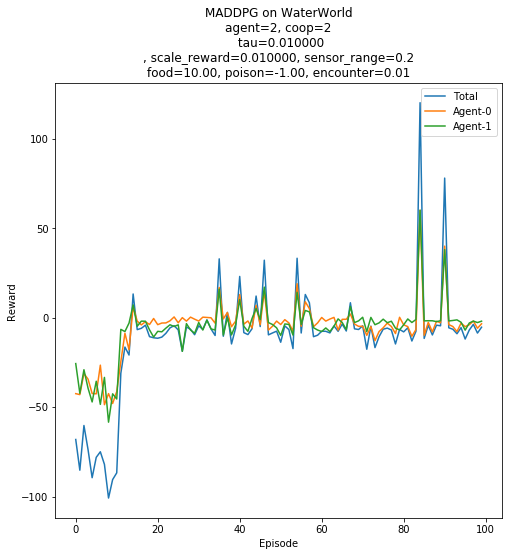 MADDPG on WaterWorld
agent=2, coop=2
tau=0.010000
, scale_reward=0.010000, sensor_range=0.2
food=10.00, poison=-1.00, encounter=0.01
Total
Agent-0
Agent-1
100
50
0
−50
−100
Reward
0
20
40
60
80
100
Episode